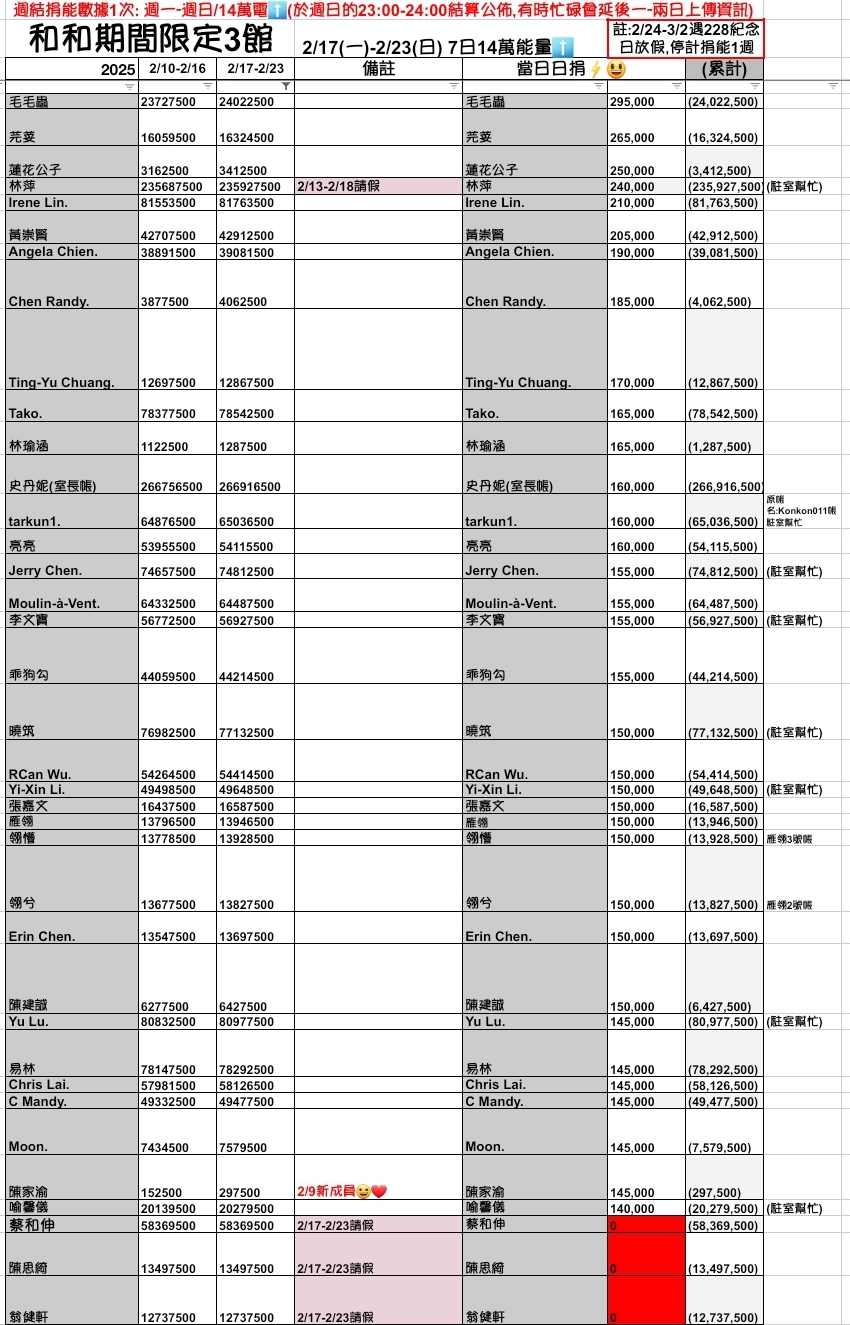 週結捐能數據1次: 週一-週日/14萬電⬆️(於週日的23:00-24:00結算公佈,有時忙碌會延後一-兩日上傳資訊)
和和期間限定3館 2/17(一)-2/23(日) 7日14萬能量⬆️
註:2/24-3/2遇228紀念
日放假,停計捐能1週
2025 2/10-2/16 2/17-2/23 備註 當日日捐⚡😃 (累計)
毛毛蟲 23727500 24022500 毛毛蟲 295,000 (24,022,500)
芫荽 16059500 16324500 芫荽 265,000 (16,324,500)
蓮花公子 3162500 3412500 蓮花公子 250,000 (3,412,500)
林萍 235687500 235927500 2/13-2/18請假 林萍 240,000 (235,927,500) (駐室幫忙)
Irene Lin. 81553500 81763500 Irene Lin. 210,000 (81,763,500)
黃崇賢 42707500 42912500 黃崇賢 205,000 (42,912,500)
Angela Chien. 38891500 39081500 Angela Chien. 190,000 (39,081,500)
Chen Randy. 3877500 4062500 Chen Randy. 185,000 (4,062,500)
Ting-Yu Chuang. 12697500 12867500 Ting-Yu Chuang. 170,000 (12,867,500)
Tako. 78377500 78542500 Tako. 165,000 (78,542,500)
林瑜涵 1122500 1287500 林瑜涵 165,000 (1,287,500)
史丹妮(室長帳) 266756500 266916500 史丹妮(室長帳) 160,000 (266,916,500)
tarkun1. 64876500 65036500 tarkun1. 160,000 (65,036,500) 原帳
名:Konkon011帳
駐室幫忙
亮亮 53955500 54115500 亮亮 160,000 (54,115,500)
Jerry Chen. 74657500 74812500 Jerry Chen. 155,000 (74,812,500) (駐室幫忙)
Moulin-à-Vent. 64332500 64487500 Moulin-à-Vent. 155,000 (64,487,500)
李文寶 56772500 56927500 李文寶 155,000 (56,927,500) (駐室幫忙)
乖狗勾 44059500 44214500 乖狗勾 155,000 (44,214,500)
曉筑 76982500 77132500 曉筑 150,000 (77,132,500) (駐室幫忙)
RCan Wu. 54264500 54414500 RCan Wu. 150,000 (54,414,500)
Yi-Xin Li. 49498500 49648500 Yi-Xin Li. 150,000 (49,648,500) (駐室幫忙)
張嘉文 16437500 16587500 張嘉文 150,000 (16,587,500)
雁翎 13796500 13946500 雁翎 150,000 (13,946,500)
翎懵 13778500 13928500 翎懵 150,000 (13,928,500) 雁翎3號帳
翎兮 13677500 13827500 翎兮 150,000 (13,827,500) 雁翎2號帳
Erin Chen. 13547500 13697500 Erin Chen. 150,000 (13,697,500)
陳建誠 6277500 6427500 陳建誠 150,000 (6,427,500)
Yu Lu. 80832500 80977500 Yu Lu. 145,000 (80,977,500) (駐室幫忙)
易林 78147500 78292500 易林 145,000 (78,292,500)
Chris Lai. 57981500 58126500 Chris Lai. 145,000 (58,126,500)
C Mandy. 49332500 49477500 C Mandy. 145,000 (49,477,500)
Moon. 7434500 7579500 Moon. 145,000 (7,579,500)
陳家渝 152500 297500 2/9新成員😉❤️ 陳家渝 145,000 (297,500)
喻馨儀 20139500 20279500 喻馨儀 140,000 (20,279,500) (駐室幫忙)
蔡和伸 58369500 58369500 2/17-2/23請假 蔡和伸 0 (58,369,500)
陳思綺 13497500 13497500 2/17-2/23請假 陳思綺 0 (13,497,500)
翁健軒 12737500 12737500 2/17-2/23請假 翁健軒 0 (12,737,500)